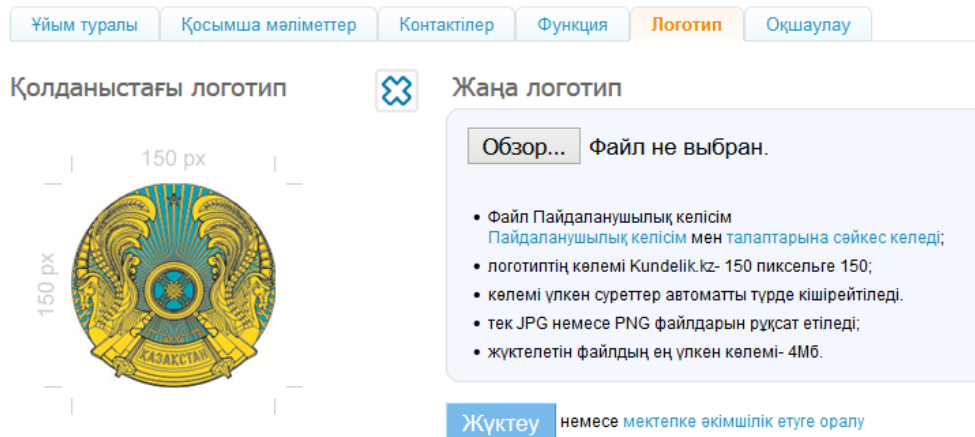 Ұйым туралы Қосымша мәліметтер Контактілер Функция Логотип Оқшаулау
Қолданыстағы логотип
150 px
150 px
ҚАЗАҚСТАН
Жаңа логотип
Обзор... Файл не выбран.
• Файл Пайдаланушылық келісім
Пайдаланушылық келісім мен талаптарына сәйкес келеді;
• логотиптің көлемі Kundelik.kz- 150 пиксельге 150;
• көлемі үлкен суреттер автоматты түрде кішірейтіледі.
• тек JPG немесе PNG файлдарын рұқсат етіледі;
• жүктелетін файлдың ең үлкен көлемі- 4Мб.
Жүктеу немесе мектепке әкімшілік етуге оралу